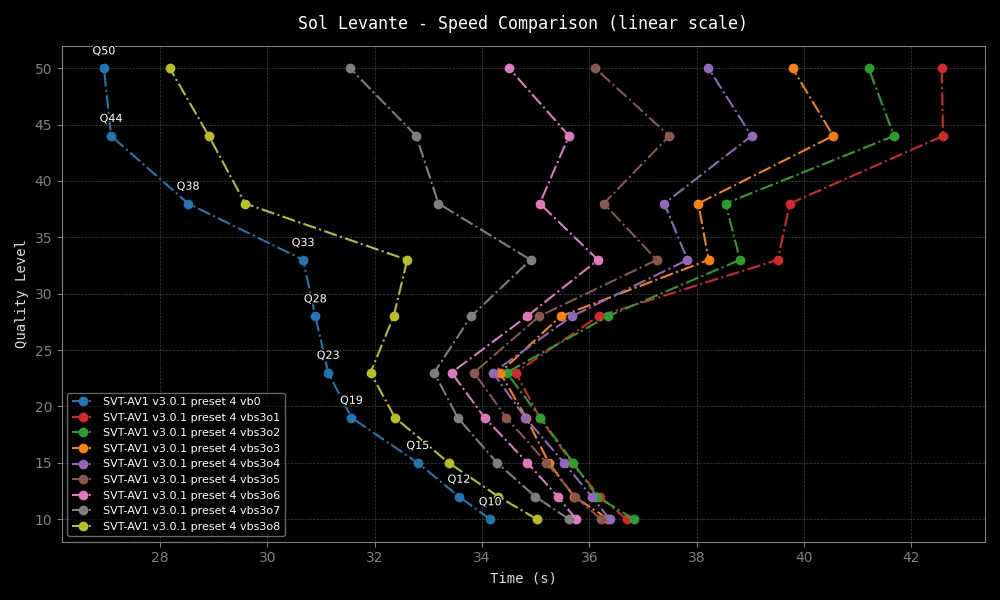 Sol Levante - Speed Comparison (linear scale)
Quality Level
50
45
40
35
30
25
20
15
10
Q50
Q44
Q38
Q33
Q28
Q23
Q19
Q15
Q12
Q10
SVT-AV1 v3.0.1 preset 4 vb0
SVT-AV1 v3.0.1 preset 4 vbs3o1
SVT-AV1 v3.0.1 preset 4 vbs3o2
SVT-AV1 v3.0.1 preset 4 vbs3o3
SVT-AV1 v3.0.1 preset 4 vbs3o4
SVT-AV1 v3.0.1 preset 4 vbs3o5
SVT-AV1 v3.0.1 preset 4 vbs3o6
SVT-AV1 v3.0.1 preset 4 vbs3o7
SVT-AV1 v3.0.1 preset 4 vbs3o8
28 30 32 34 36 38 40 42
Time (s)